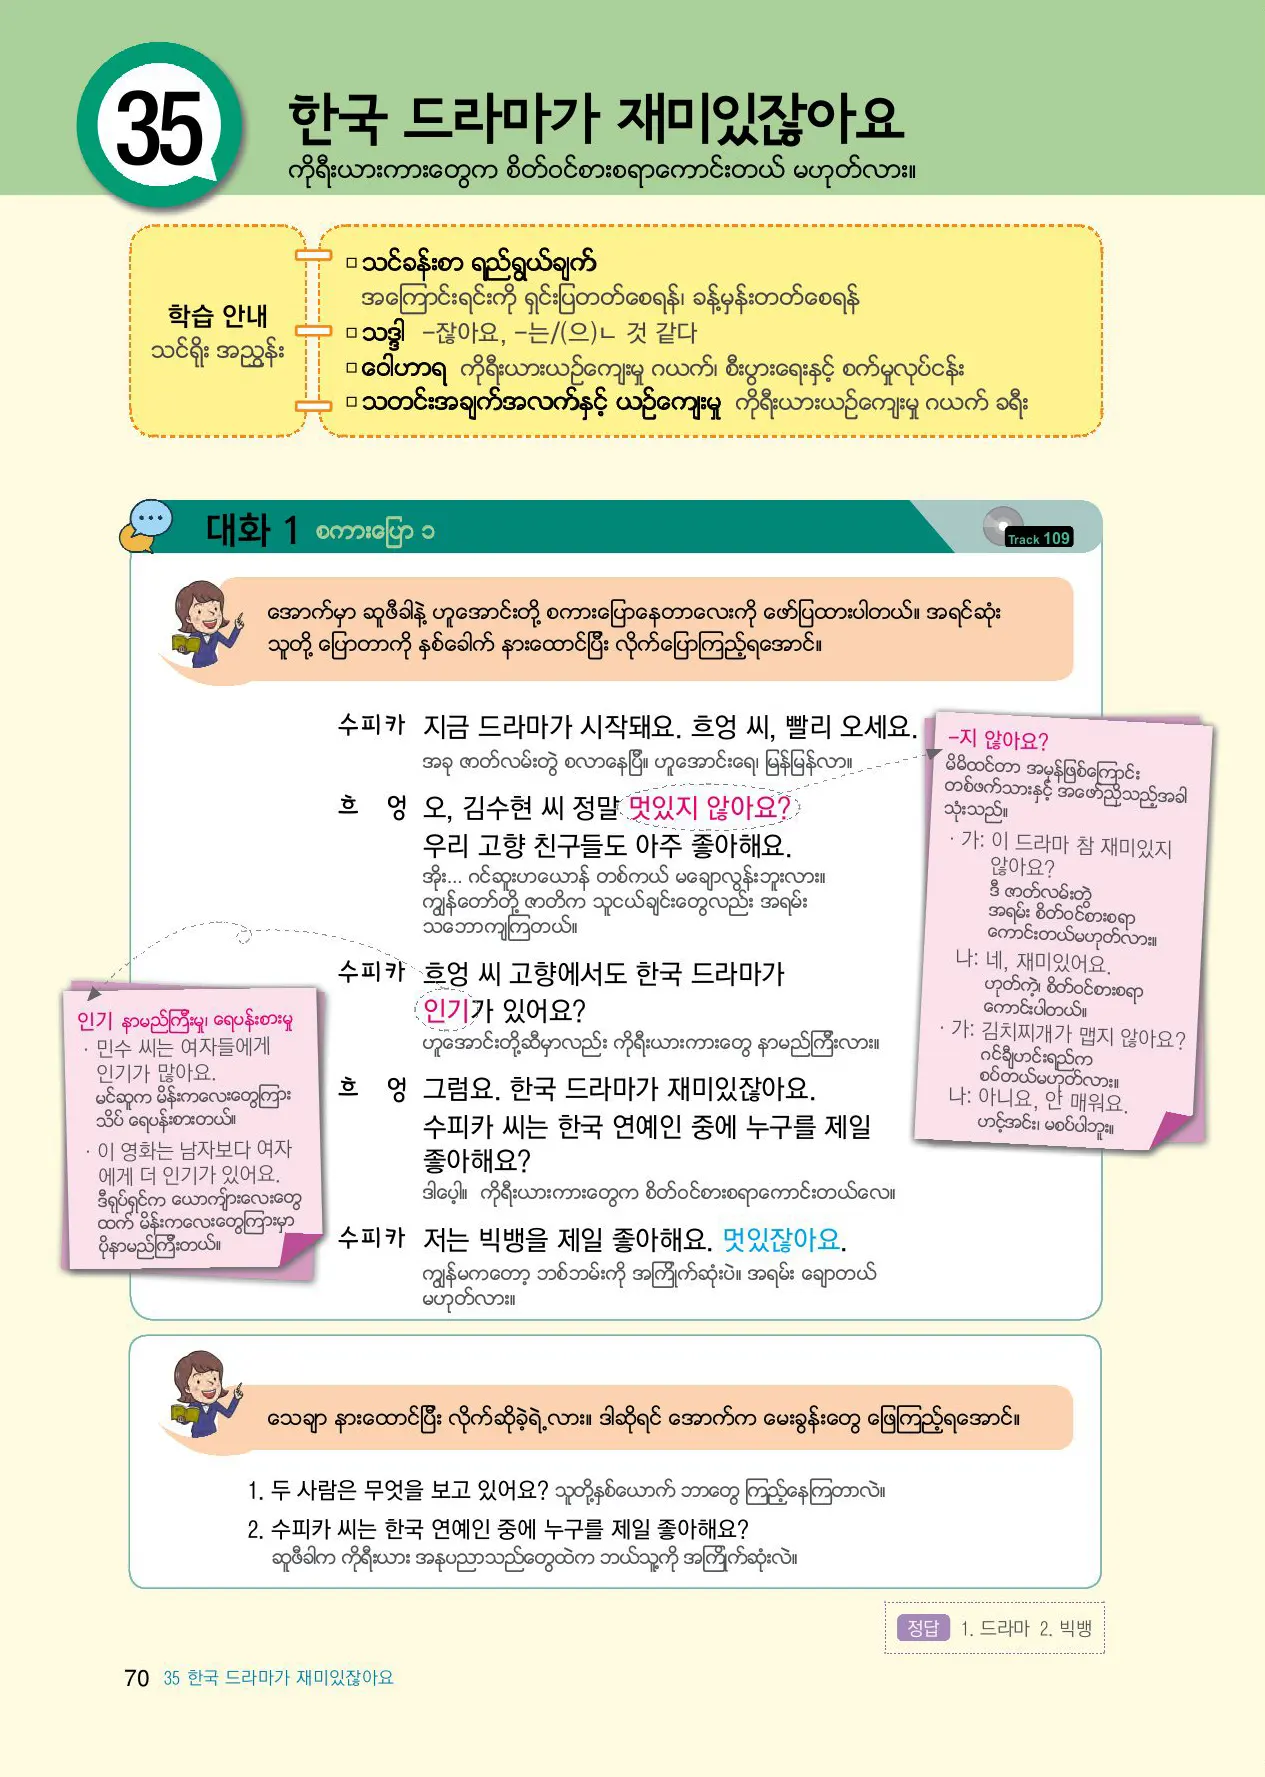 35
한국 드라마가 재미있잖아요
ကိုရီးယားကားတွေက စိတ်ဝင်စားစရာကောင်းတယ် မဟုတ်လား။
학습 안내
သင်ရိုး အညွှန်း
□ သင်ခန်းစာ ရည်ရွယ်ချက်
အကြောင်းရင်းကို ရှင်းပြတတ်စေရန်၊ ခန့်မှန်းတတ်စေရန်
□ သဒ္ဒါ -잖아요, -는/(으)ㄴ 것 같다
□ ဝေါဟာရ ကိုရီးယားယဉ်ကျေးမှု ဂယက်၊ စီးပွားရေးနှင့် စက်မှုလုပ်ငန်း
□ သတင်းအချက်အလက်နှင့် ယဉ်ကျေးမှု ကိုရီးယားယဉ်ကျေးမှု ဂယက် ခရီး
대화 1 စကားပြော ၁
Track 109
အောက်မှာ ဆူဖီခါနဲ့ ဟူအောင်းတို့ စကားပြောနေတာလေးကို ဖော်ပြထားပါတယ်။ အရင်ဆုံး
သူတို့ ပြောတာကို နှစ်ခေါက် နားထောင်ပြီး လိုက်ပြောကြည့်ရအောင်။
수피카 지금 드라마가 시작돼요. 흐엉 씨, 빨리 오세요.
အခု ဇာတ်လမ်းတွဲ စလာနေပြီ။ ဟူအောင်းရေ၊ မြန်မြန်လာ။
흐 엉 오, 김수현 씨 정말 멋있지 않아요?
우리 고향 친구들도 아주 좋아해요.
အိုး... ဂင်ဆူးဟယောန် တစ်ကယ် မချောလွန်းဘူးလား။
ကျွန်တော်တို့ ဇာတိက သူငယ်ချင်းတွေလည်း အရမ်း
သဘောကျကြတယ်။
수피카 흐엉 씨 고향에서도 한국 드라마가
인기가 있어요?
ဟူအောင်းတို့ဆီမှာလည်း ကိုရီးယားကားတွေ နာမည်ကြီးလား။
흐 엉 그럼요. 한국 드라마가 재미있잖아요.
수피카 씨는 한국 연예인 중에 누구를 제일
좋아해요?
ဒါပေ့ါ။ ကိုရီးယားကားတွေက စိတ်ဝင်စားစရာကောင်းတယ်လေ။
수피카 저는 빅뱅을 제일 좋아해요. 멋있잖아요.
ကျွန်မကတော့ ဘစ်ဘမ်းကို အကြိုက်ဆုံးပဲ။ အရမ်း ချောတယ်
မဟုတ်လား။
-지 않아요?
မိမိထင်တာ အမှန်ဖြစ်ကြောင်း
တစ်ဖက်သားနှင့် အဖော်ညှိသည့်အခါ
သုံးသည်။
· 가: 이 드라마 참 재미있지
않아요?
ဒီ ဇာတ်လမ်းတွဲ
အရမ်း စိတ်ဝင်စားစရာ
ကောင်းတယ်မဟုတ်လား။
나: 네, 재미있어요.
ဟုတ်ကဲ့၊ စိတ်ဝင်စားစရာ
ကောင်းပါတယ်။
· 가: 김치찌개가 맵지 않아요?
ဂင်ချီဟင်းရည်က
စပ်တယ်မဟုတ်လား။
나: 아니요, 안 매워요.
ဟင့်အင်း၊ မစပ်ပါဘူး။
인기 နာမည်ကြီးမှု၊ ရေပန်းစားမှု
· 민수 씨는 여자들에게
인기가 많아요.
မင်ဆူက မိန်းကလေးတွေကြား
သိပ် ရေပန်းစားတယ်။
· 이 영화는 남자보다 여자
에게 더 인기가 있어요.
ဒီရုပ်ရှင်က ယောကျ်ားလေးတွေ
ထက် မိန်းကလေးတွေကြားမှာ
ပိုနာမည်ကြီးတယ်။
သေချာ နားထောင်ပြီး လိုက်ဆိုခဲ့ရဲ့လား။ ဒါဆိုရင် အောက်က မေးခွန်းတွေ ဖြေကြည့်ရအောင်။
1. 두 사람은 무엇을 보고 있어요? သူတို့နှစ်ယောက် ဘာတွေ ကြည့်နေကြတာလဲ။
2. 수피카 씨는 한국 연예인 중에 누구를 제일 좋아해요?
ဆူဖီခါက ကိုရီးယား အနုပညာသည်တွေထဲက ဘယ်သူ့ကို အကြိုက်ဆုံးလဲ။
정답 1. 드라마 2. 빅뱅
70 35 한국 드라마가 재미있잖아요